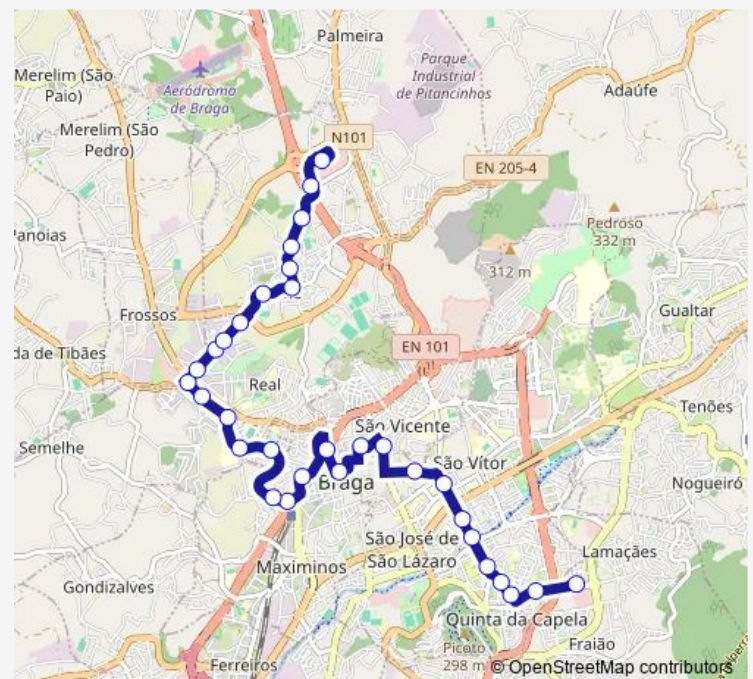 Palmeira
Parque
Industrial
de Pitancinhos
Merelim (São
Paio)
Aeródromo
de Braga
Adaúfe
Merelim (São
Pedro)
N101
EN 205-4
Pedroso
332 m
Panoias
312 m
Gualtar
Frossos
EN 101
da de Tibães
Real
Tenões
São Vicente
Semelhe
São Vítor
Braga
Nogueiró
São José de
São Lázaro
Lamaçães
Maximinos
Gondizalves
Quinta da Capela
Picoto
298 m
Fraião
Ferreiros
© OpenStreetMap contributors